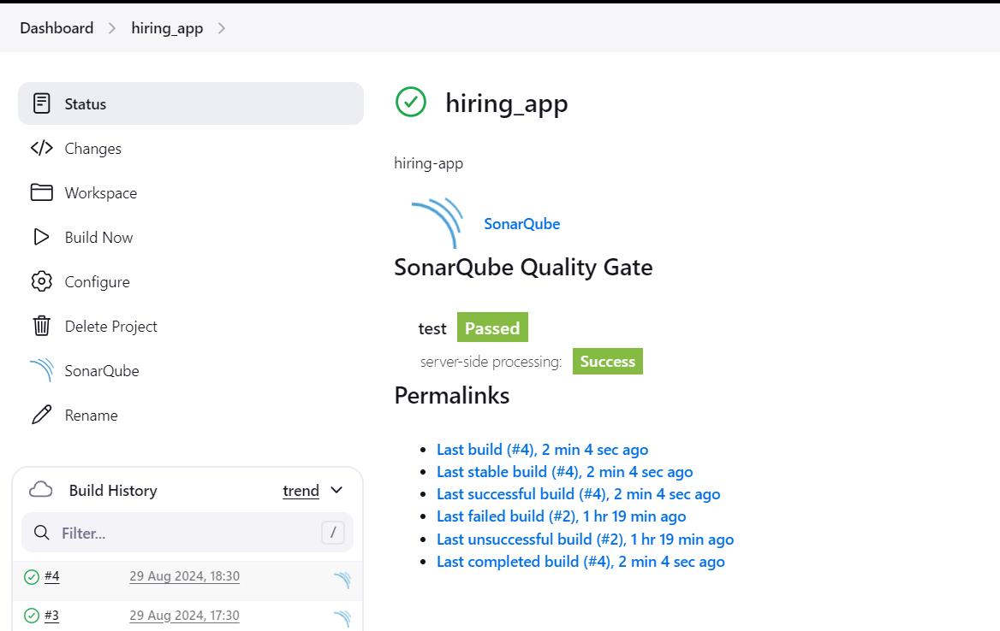 Dashboard hiring_app
Status
Changes
Workspace
Build Now
Configure
Delete Project
SonarQube
Rename
Build History trend
Filter... /
#4 29 Aug 2024, 18:30
#3 29 Aug 2024, 17:30
hiring_app
hiring-app
SonarQube
SonarQube Quality Gate
test Passed
server-side processing: Success
Permalinks
Last build (#4), 2 min 4 sec ago
Last stable build (#4), 2 min 4 sec ago
Last successful build (#4), 2 min 4 sec ago
Last failed build (#2), 1 hr 19 min ago
Last unsuccessful build (#2), 1 hr 19 min ago
Last completed build (#4), 2 min 4 sec ago